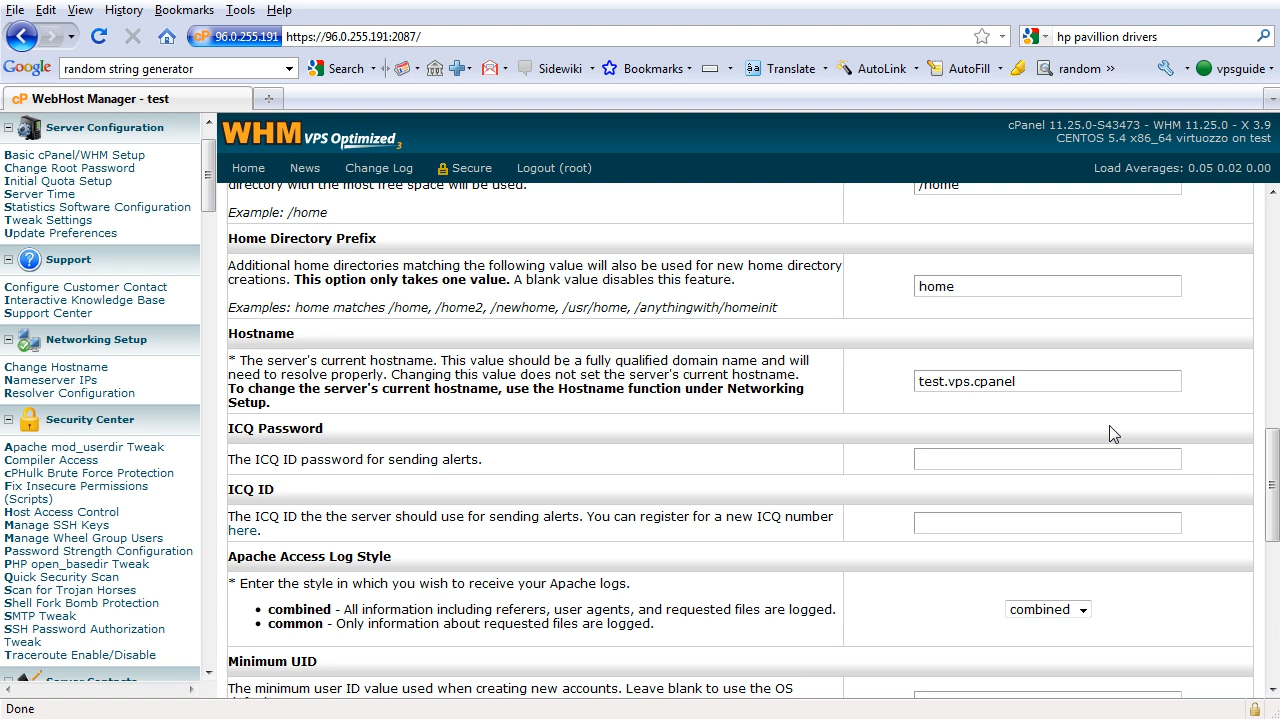 File Edit View History Bookmarks Tools Help
cP 96.0.255.191 https://96.0.255.191:2087/ hp pavillion drivers
Google random string generator Search Sidewiki Bookmarks Translate AutoLink AutoFill random » vpsguide
cP WebHost Manager - test
Server Configuration
Basic cPanel/WHM Setup
Change Root Password
Initial Quota Setup
Server Time
Statistics Software Configuration
Tweak Settings
Update Preferences
Support
Configure Customer Contact
Interactive Knowledge Base
Support Center
Networking Setup
Change Hostname
Nameserver IPs
Resolver Configuration
Security Center
Apache mod_userdir Tweak
Compiler Access
cPHulk Brute Force Protection
Fix Insecure Permissions
(Scripts)
Host Access Control
Manage SSH Keys
Manage Wheel Group Users
Password Strength Configuration
PHP open_basedir Tweak
Quick Security Scan
Scan for Trojan Horses
Shell Fork Bomb Protection
SMTP Tweak
SSH Password Authorization
Tweak
Traceroute Enable/Disable
Server Contacts
WHM VPS Optimized 3
cPanel 11.25.0-S43473 - WHM 11.25.0 - X 3.9
CENTOS 5.4 x86_64 virtuozzo on test
Home News Change Log Secure Logout (root) Load Averages: 0.05 0.02 0.00
directory with the most free space will be used.
/home
Example: /home
Home Directory Prefix
Additional home directories matching the following value will also be used for new home directory
creations. This option only takes one value. A blank value disables this feature.
home
Examples: home matches /home, /home2, /newhome, /usr/home, /anythingwith/homeinit
Hostname
* The server's current hostname. This value should be a fully qualified domain name and will
need to resolve properly. Changing this value does not set the server's current hostname.
To change the server's current hostname, use the Hostname function under Networking
Setup.
test.vps.cpanel
ICQ Password
The ICQ ID password for sending alerts.
ICQ ID
The ICQ ID the the server should use for sending alerts. You can register for a new ICQ number
here.
Apache Access Log Style
* Enter the style in which you wish to receive your Apache logs.
• combined - All information including referers, user agents, and requested files are logged.
• common - Only information about requested files are logged.
combined
Minimum UID
The minimum user ID value used when creating new accounts. Leave blank to use the OS
Done